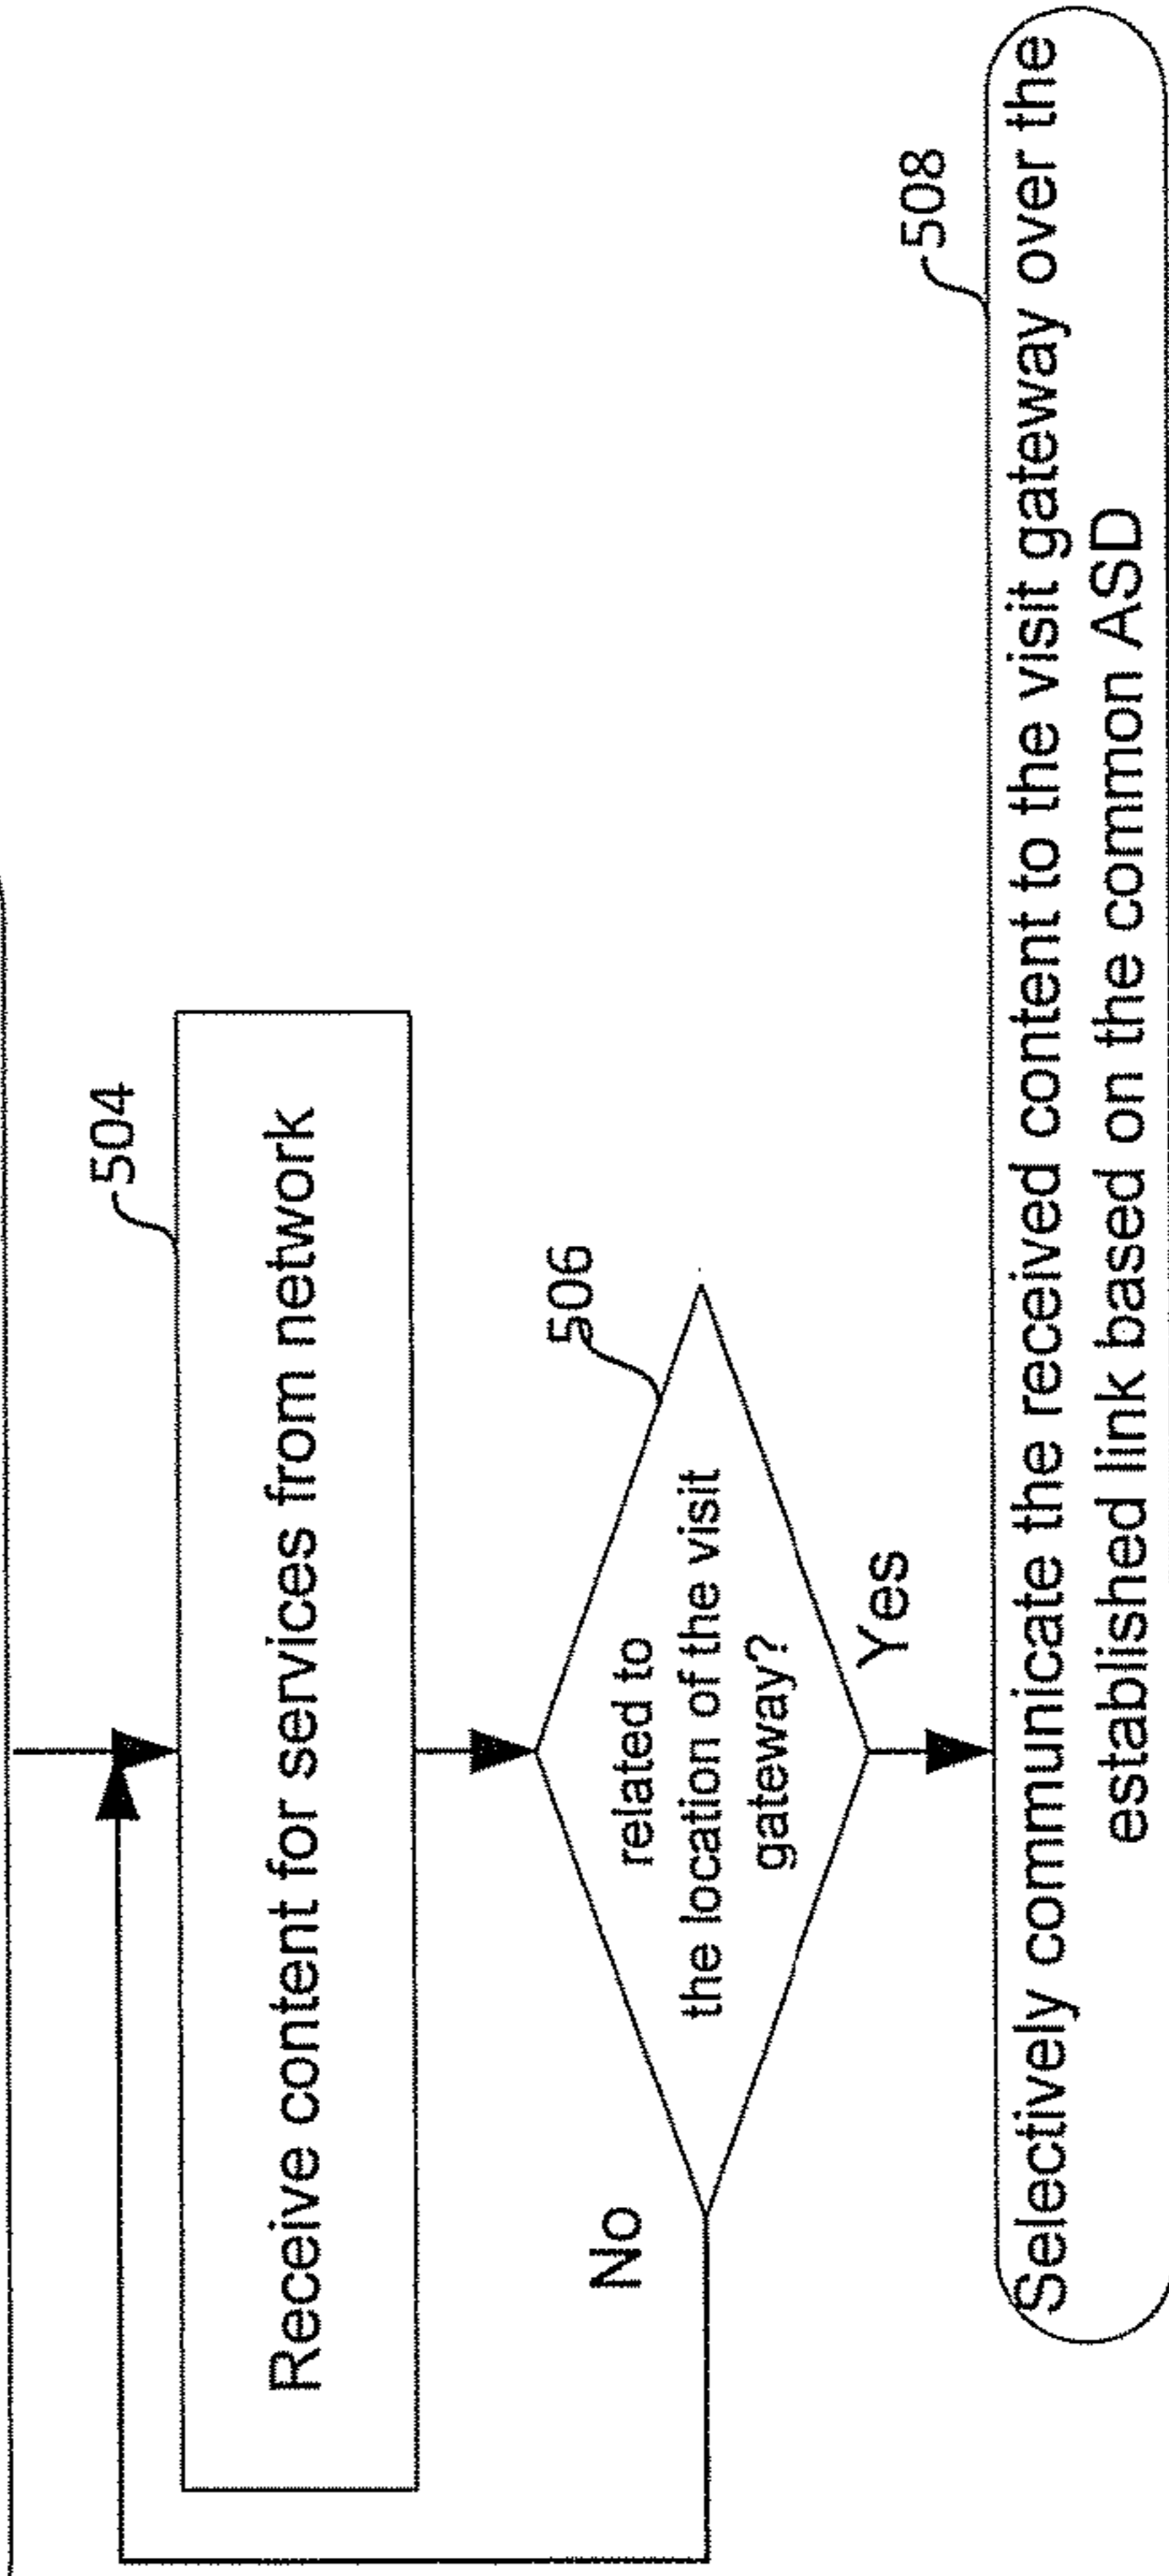 504
Receive content for services from network
506
related to
the location of the visit
gateway?
No
Yes
508
Selectively communicate the received content to the visit gateway over the
established link based on the common ASD